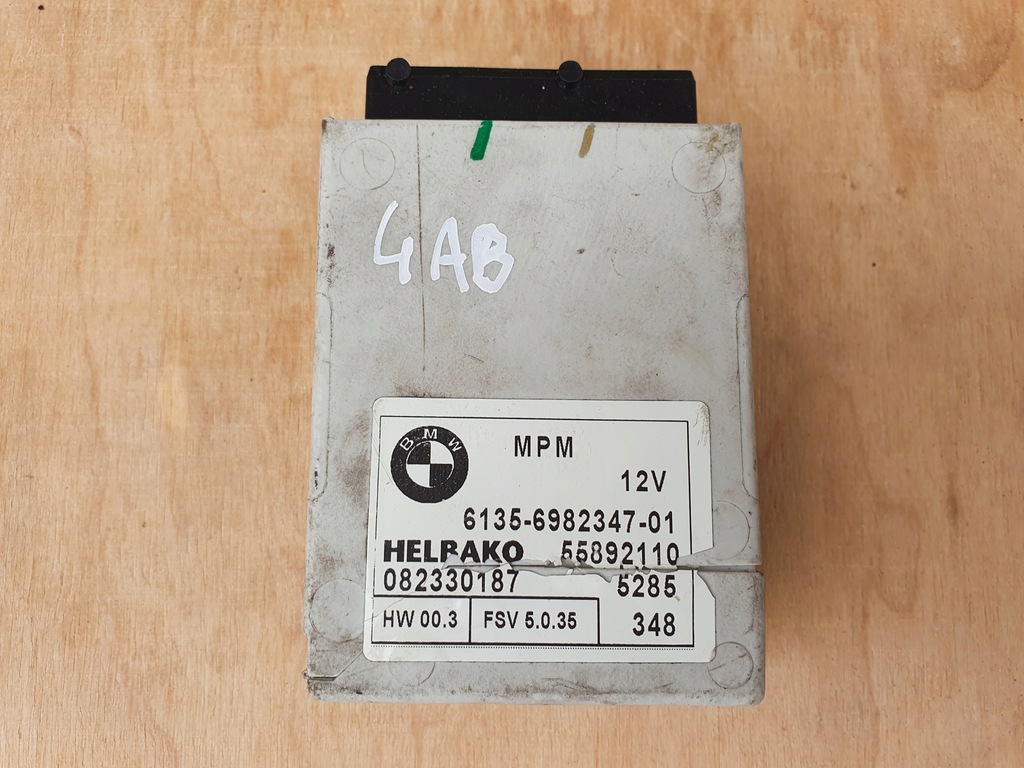 4AB
BMW
MPM
12V
6135-6982347-01
HELBAKO 55892110
082330187 5285
HW 00.3 FSV 5.0.35 348